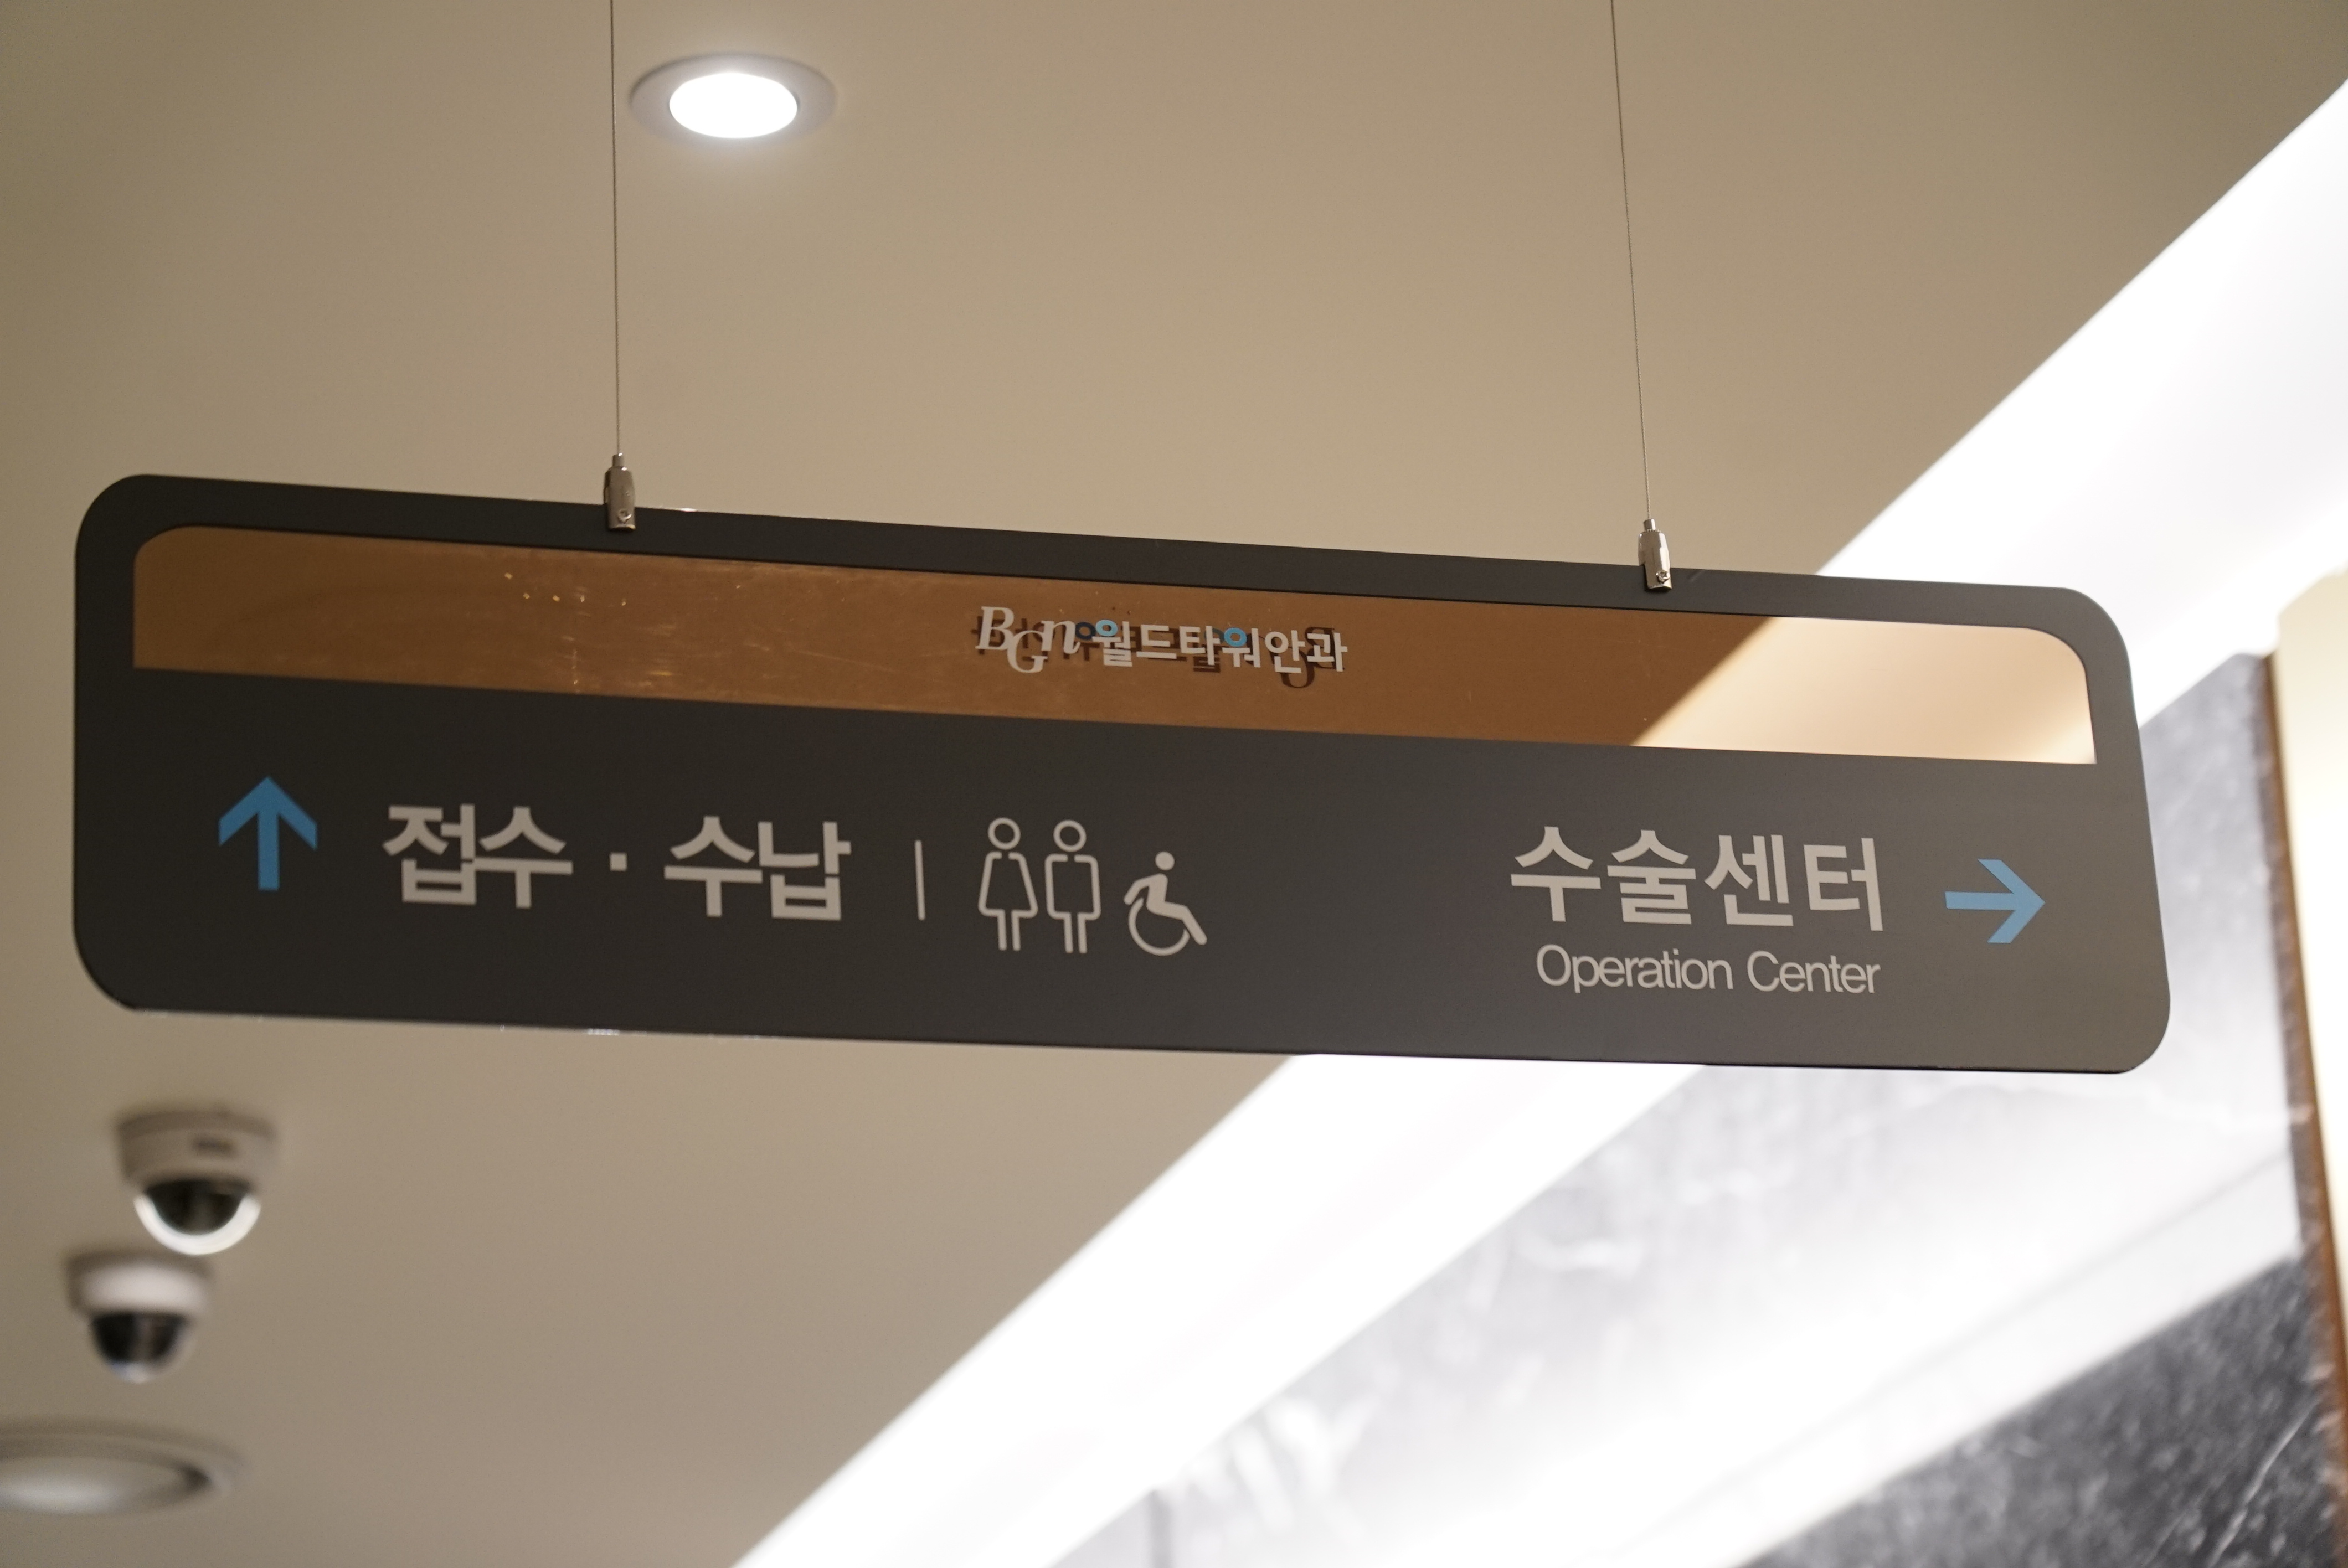 BGn 월드타워안과
접수 · 수납
수술센터
Operation Center